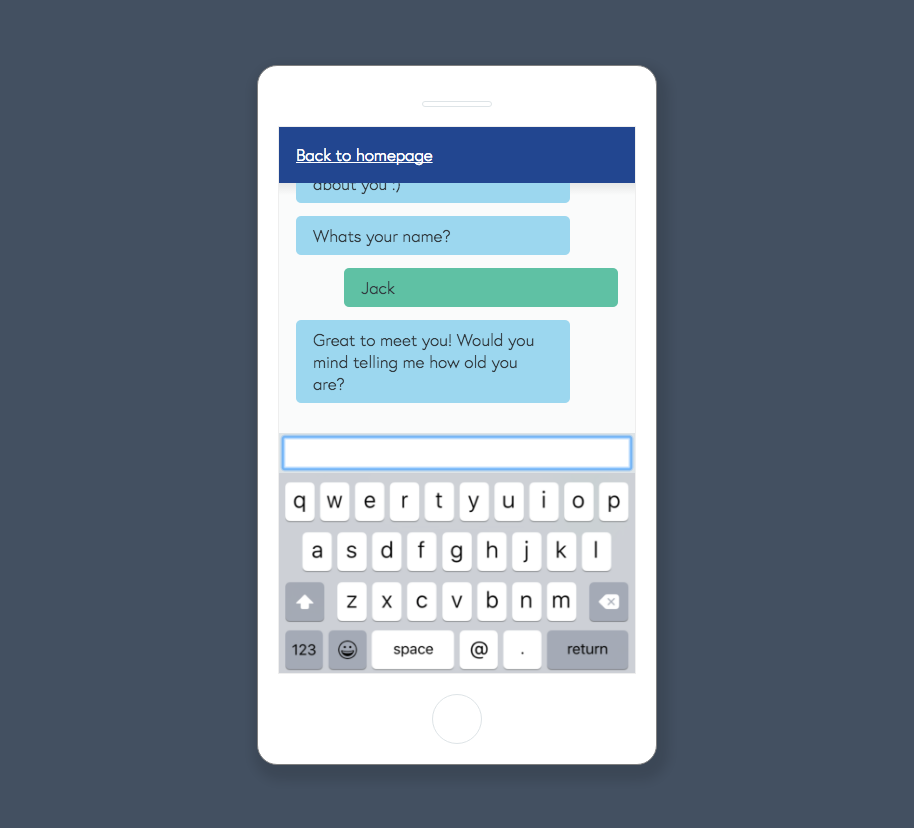 Back to homepage
about you :)
Whats your name?
Jack
Great to meet you! Would you
mind telling me how old you
are?
q w e r t y u i o p
a s d f g h j k l
z x c v b n m
123 space @ . return